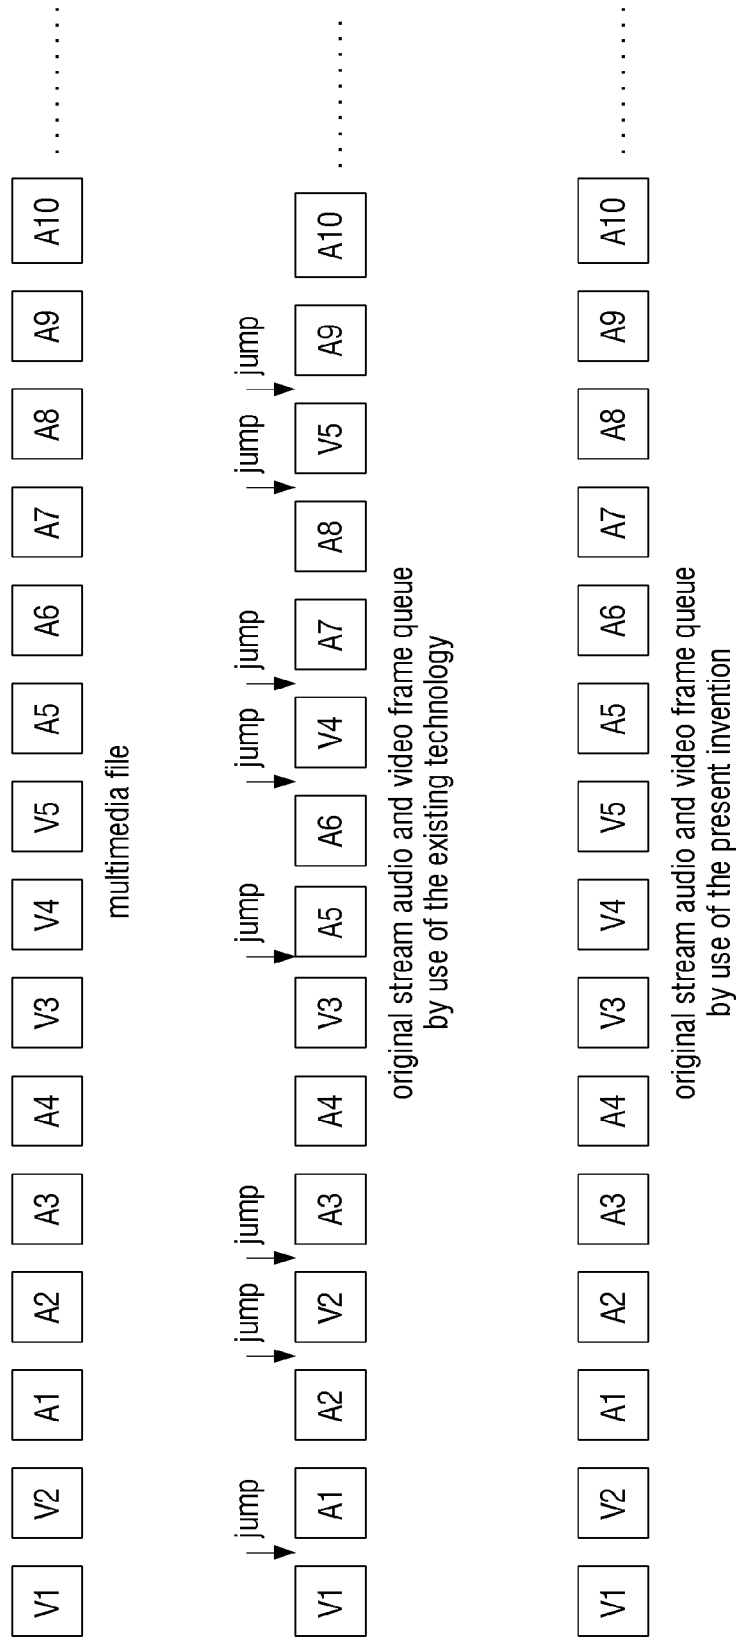 V1 V2 A1 A2 A3 A4 V3 V4 V5 A5 A6 A7 A8 A9 A10 ........
multimedia file
jump jump jump jump jump jump jump jump
V1 A1 A2 V2 A3 A4 V3 A5 A6 V4 A7 A8 V5 A9 A10 ........
original stream audio and video frame queue
by use of the existing technology
V1 V2 A1 A2 A3 A4 V3 V4 V5 A5 A6 A7 A8 A9 A10 ........
original stream audio and video frame queue
by use of the present invention